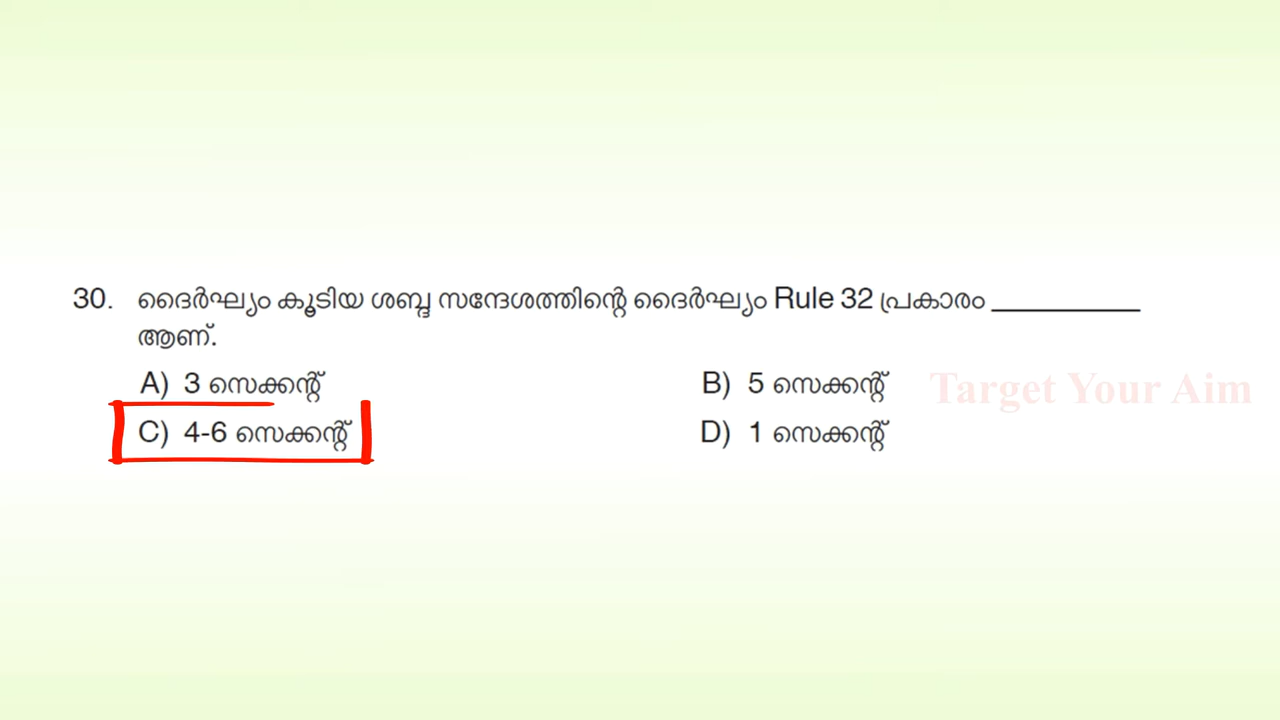 30. ദൈർഘ്യം കൂടിയ ശബ്ദ സന്ദേശത്തിന്റെ ദൈർഘ്യം Rule 32 പ്രകാരം __________
ആണ്.
A) 3 സെക്കന്റ് B) 5 സെക്കന്റ്
Target Your Aim
C) 4-6 സെക്കന്റ് D) 1 സെക്കന്റ്